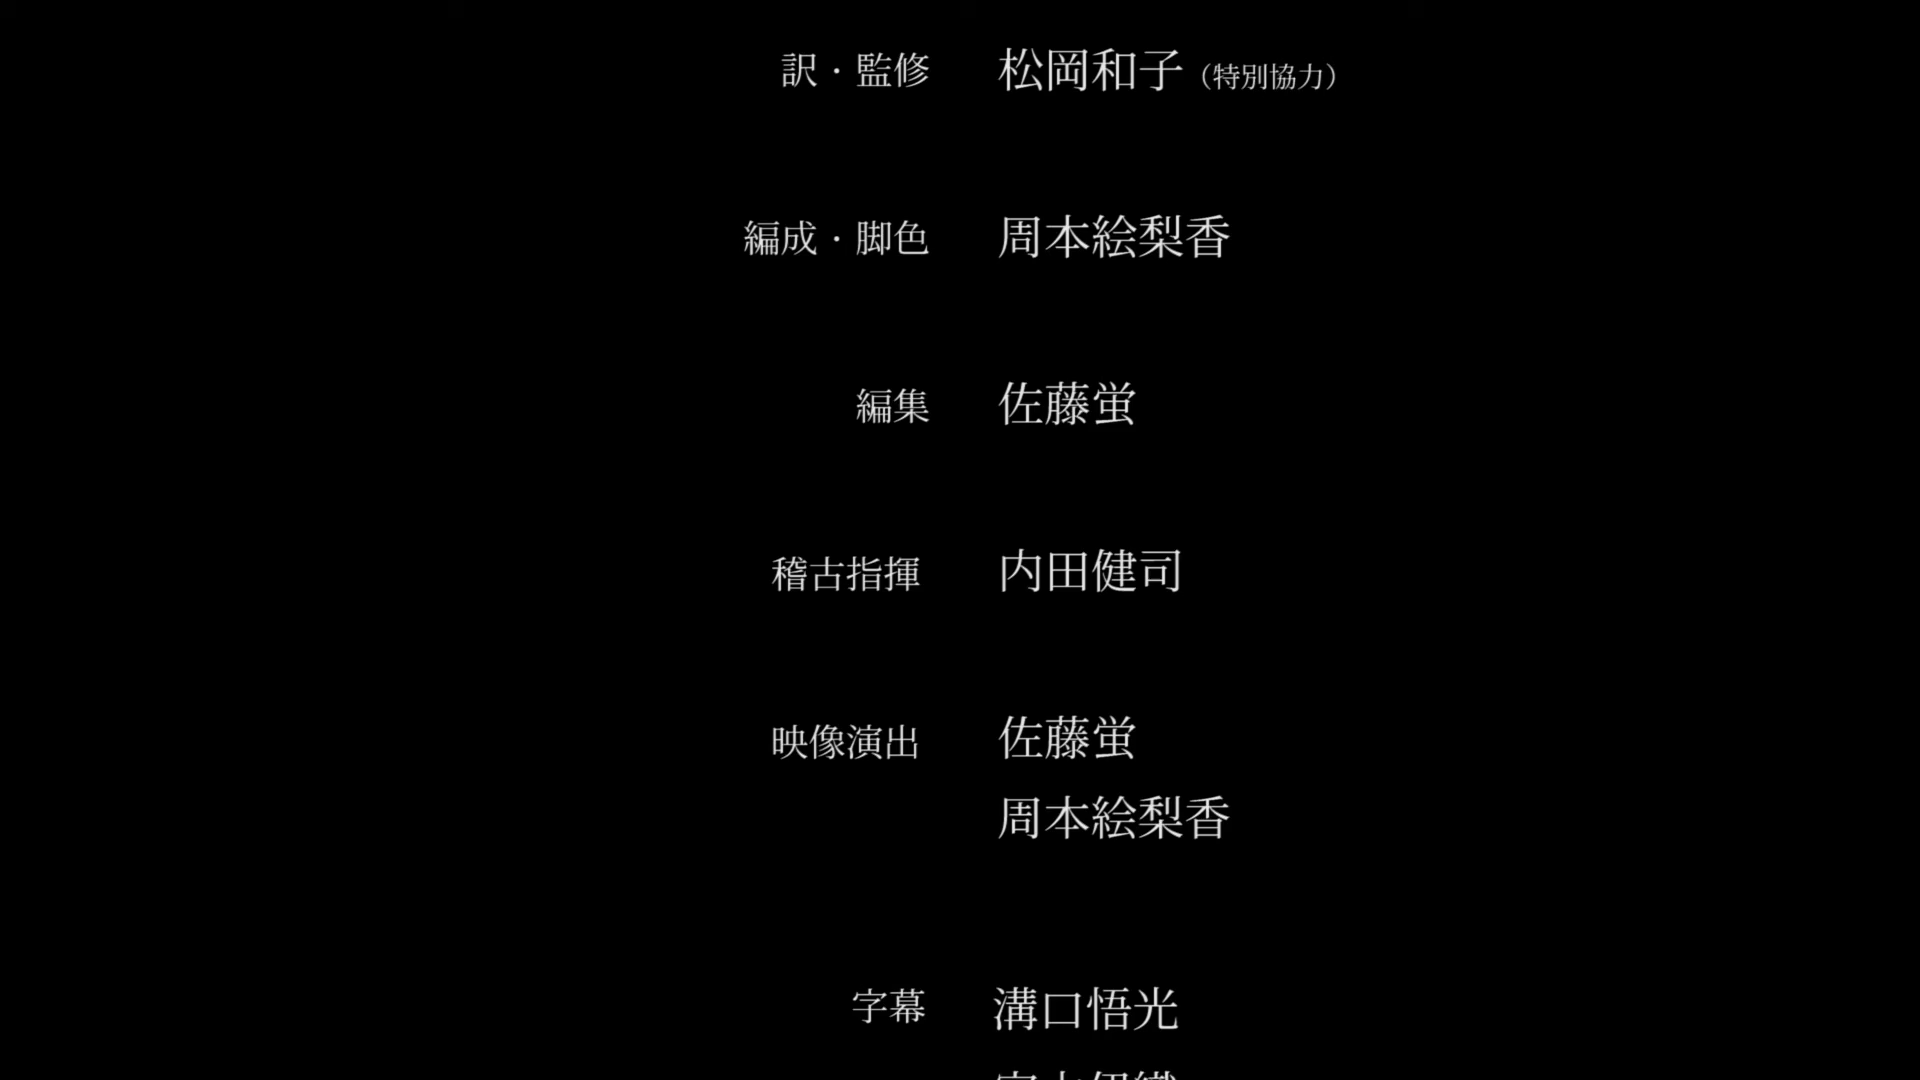 訳・監修 松岡和子（特別協力）
編成・脚色 周本絵梨香
編集 佐藤蛍
稽古指揮 内田健司
映像演出 佐藤蛍
周本絵梨香
字幕 溝口悟光